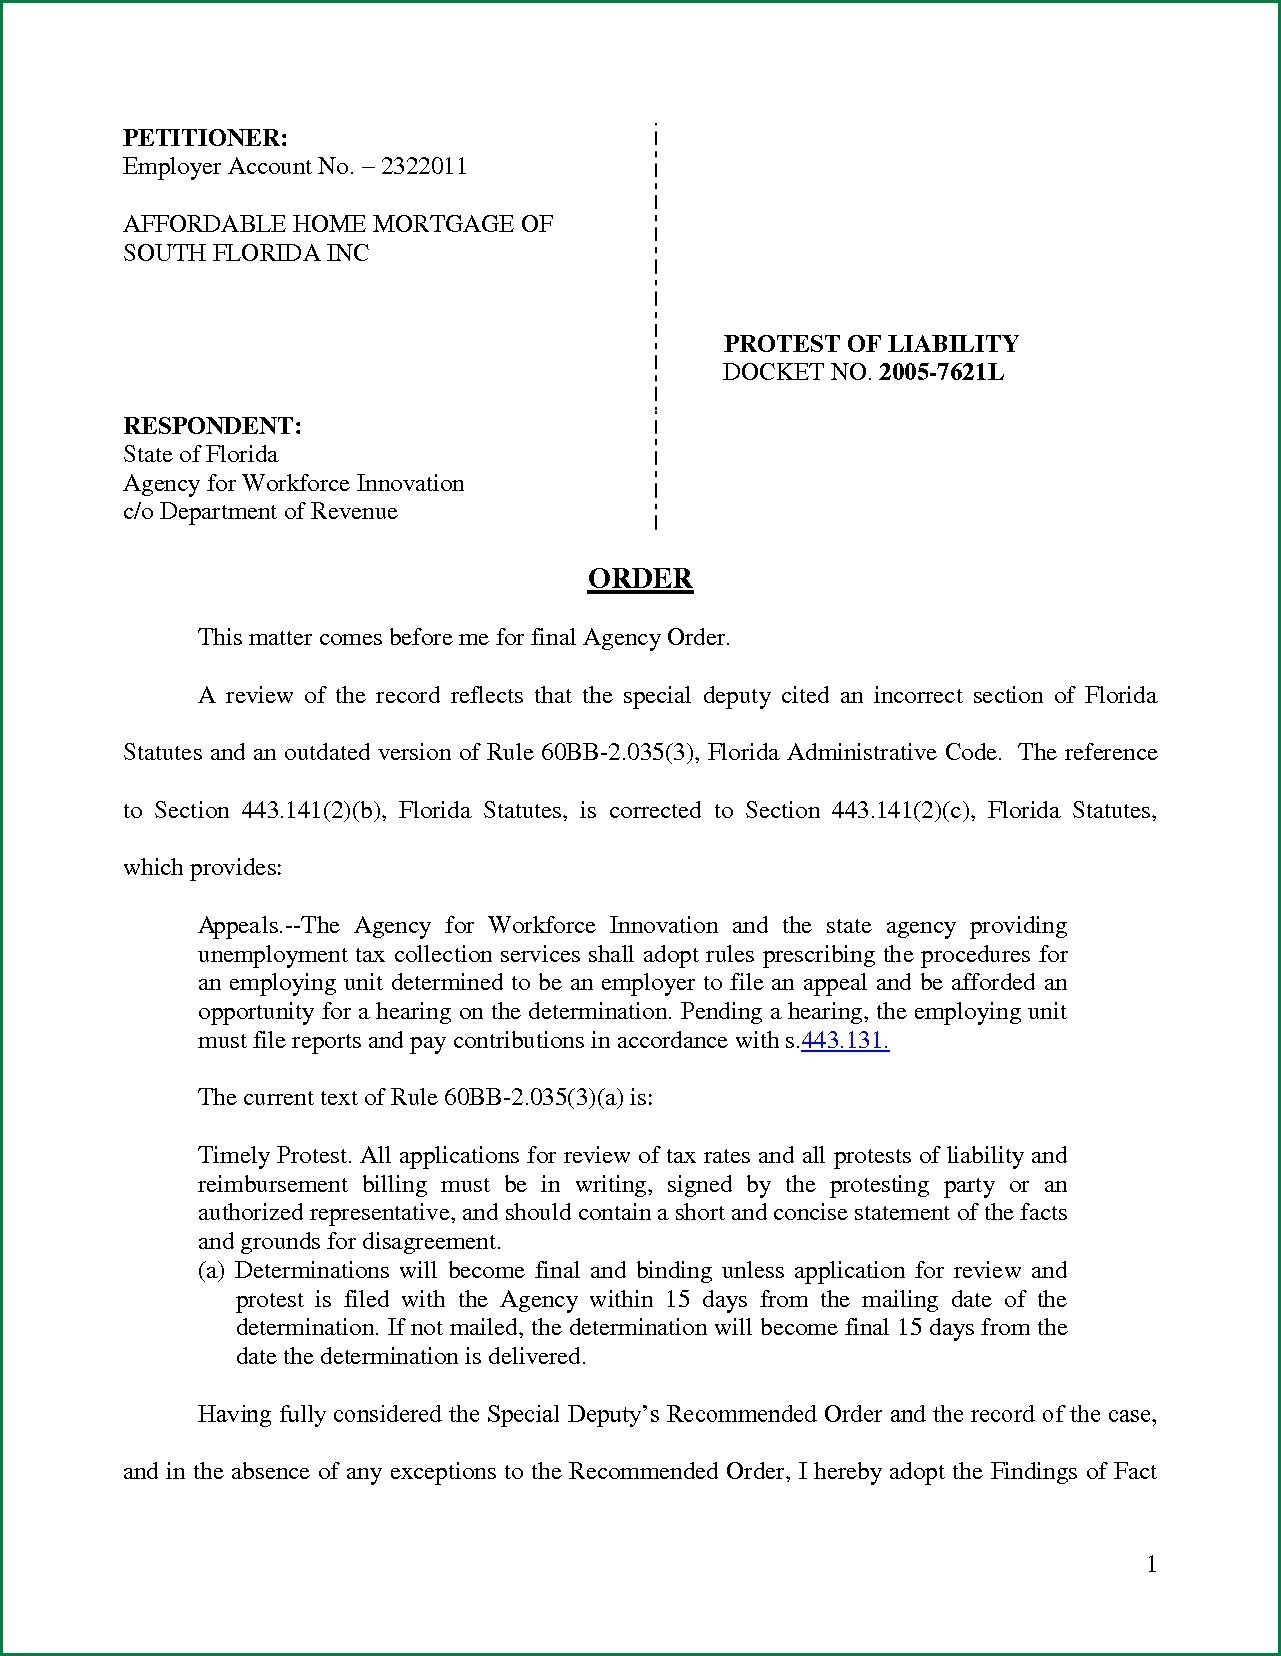 PETITIONER:
Employer Account No. – 2322011
AFFORDABLE HOME MORTGAGE OF
SOUTH FLORIDA INC
PROTEST OF LIABILITY
DOCKET NO. 2005-7621L
RESPONDENT:
State of Florida
Agency for Workforce Innovation
c/o Department of Revenue
ORDER
This matter comes before me for final Agency Order.
A review of the record reflects that the special deputy cited an incorrect section of Florida
Statutes and an outdated version of Rule 60BB-2.035(3), Florida Administrative Code. The reference
to Section 443.141(2)(b), Florida Statutes, is corrected to Section 443.141(2)(c), Florida Statutes,
which provides:
Appeals.--The Agency for Workforce Innovation and the state agency providing
unemployment tax collection services shall adopt rules prescribing the procedures for
an employing unit determined to be an employer to file an appeal and be afforded an
opportunity for a hearing on the determination. Pending a hearing, the employing unit
must file reports and pay contributions in accordance with s.443.131.
The current text of Rule 60BB-2.035(3)(a) is:
Timely Protest. All applications for review of tax rates and all protests of liability and
reimbursement billing must be in writing, signed by the protesting party or an
authorized representative, and should contain a short and concise statement of the facts
and grounds for disagreement.
(a) Determinations will become final and binding unless application for review and
protest is filed with the Agency within 15 days from the mailing date of the
determination. If not mailed, the determination will become final 15 days from the
date the determination is delivered.
Having fully considered the Special Deputy's Recommended Order and the record of the case,
and in the absence of any exceptions to the Recommended Order, I hereby adopt the Findings of Fact
1